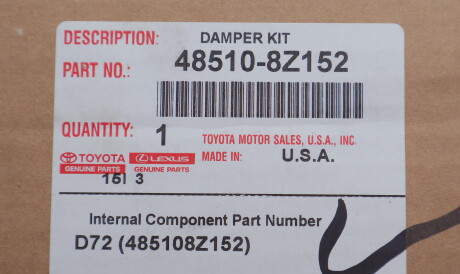 DESCRIPTION: DAMPER KIT
PART NO.: 48510-8Z152
QUANTITY: 1 TOYOTA MOTOR SALES, U.S.A., INC.
TOYOTA LEXUS MADE IN: U.S.A.
GENUINE PARTS GENUINE PARTS
16I 3
Internal Component Part Number
D72 (485108Z152)